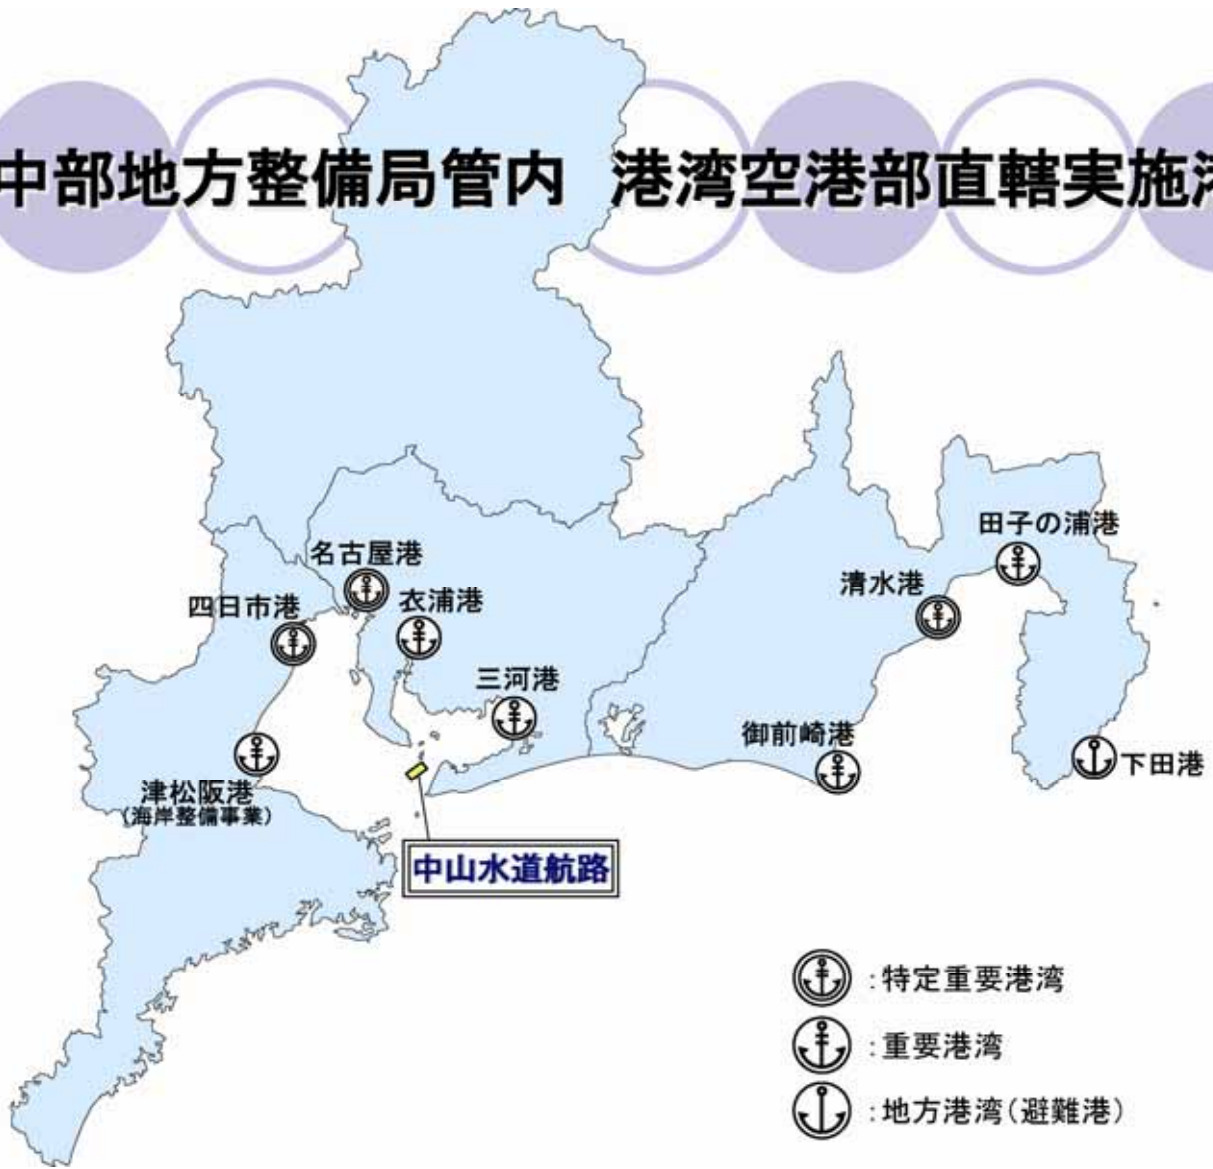 中部地方整備局管内 港湾空港部直轄実施港
田子の浦港
名古屋港
清水港
四日市港
衣浦港
三河港
御前崎港
下田港
津松阪港
(海岸整備事業)
中山水道航路
:特定重要港湾
:重要港湾
:地方港湾(避難港)